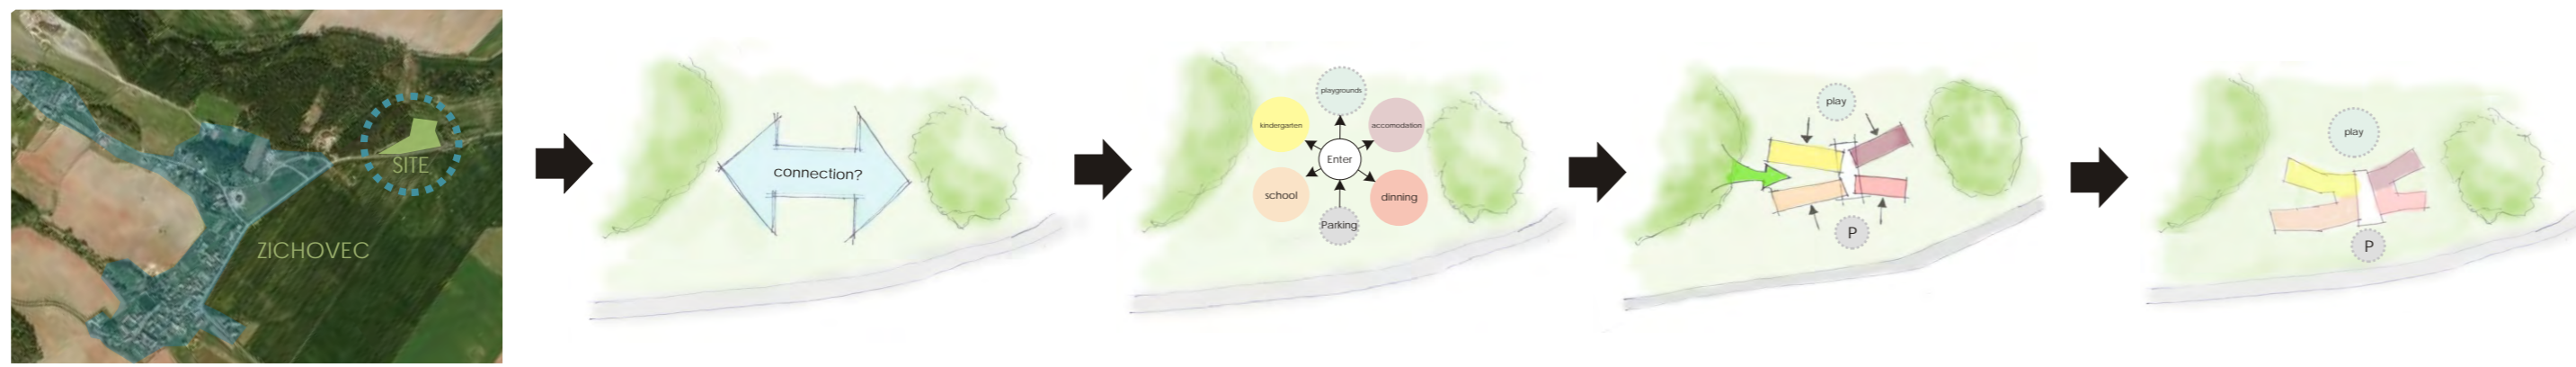 SITE
ZICHOVEC
connection?
playgrounds
kindergarten
accomodation
Enter
school
dinning
Parking
play
P
play
P